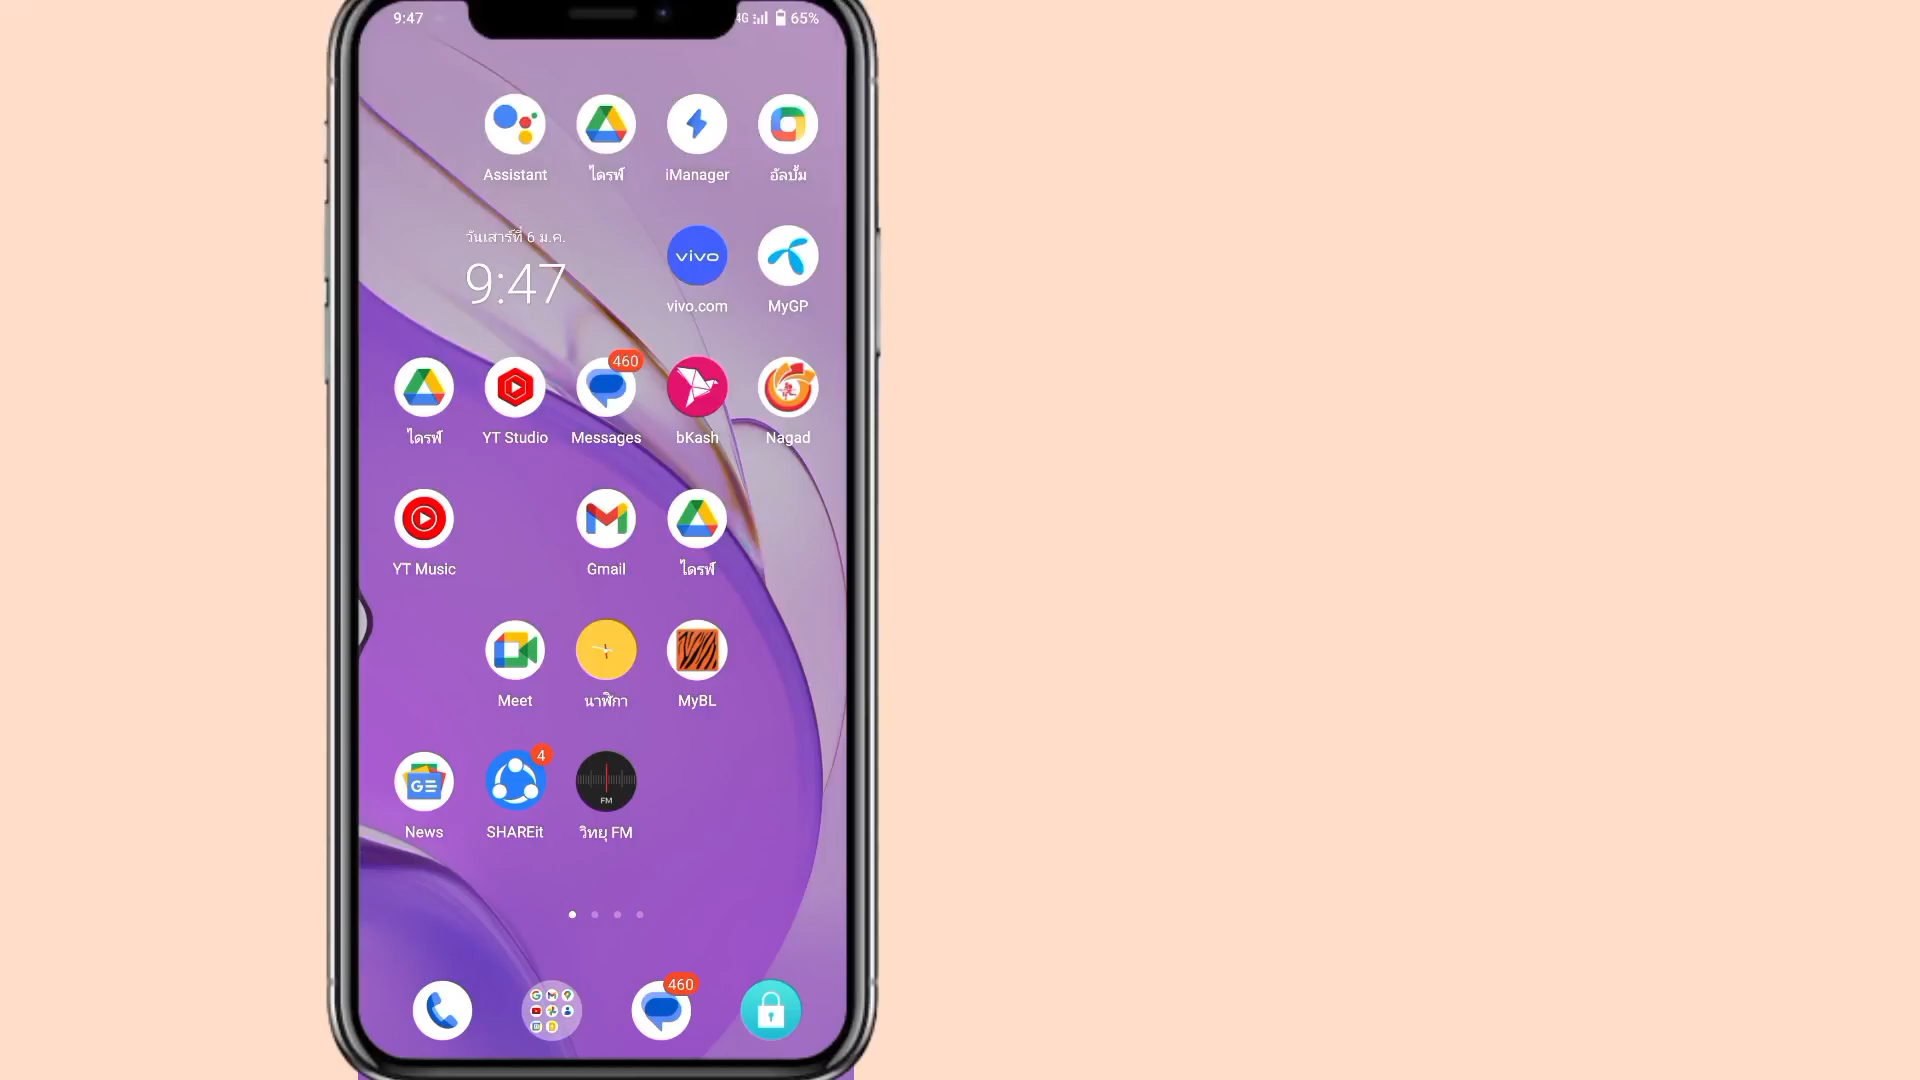 9:47 4G 65%
Assistant ไดรฟ์ iManager อัลบั้ม
วันเสาร์ที่ 6 ม.ค.
9:47
vivo
vivo.com MyGP
460
ไดรฟ์ YT Studio Messages bKash Nagad
YT Music Gmail ไดรฟ์
Meet นาฬิกา MyBL
4
GE
FM
News SHAREit วิทยุ FM
460